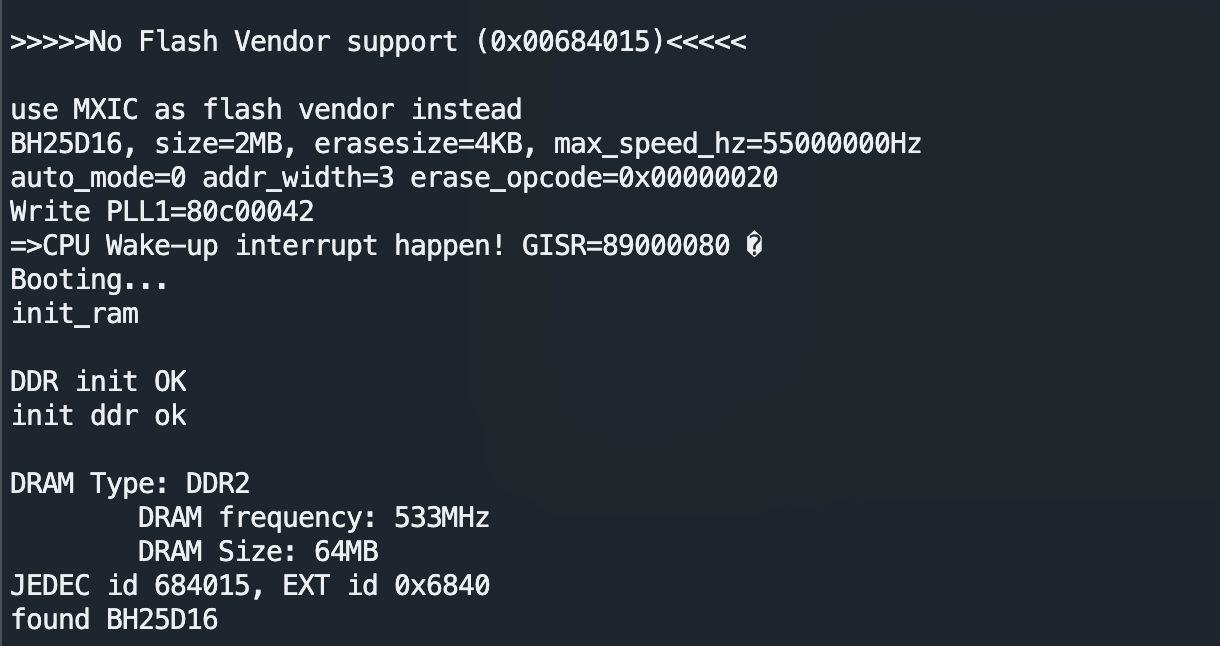 >>>>>No Flash Vendor support (0x00684015)<<<<<
use MXIC as flash vendor instead
BH25D16, size=2MB, erasesize=4KB, max_speed_hz=55000000Hz
auto_mode=0 addr_width=3 erase_opcode=0x00000020
Write PLL1=80c00042
=>CPU Wake-up interrupt happen! GISR=89000080 �
Booting...
init_ram
DDR init OK
init ddr ok
DRAM Type: DDR2
DRAM frequency: 533MHz
DRAM Size: 64MB
JEDEC id 684015, EXT id 0x6840
found BH25D16